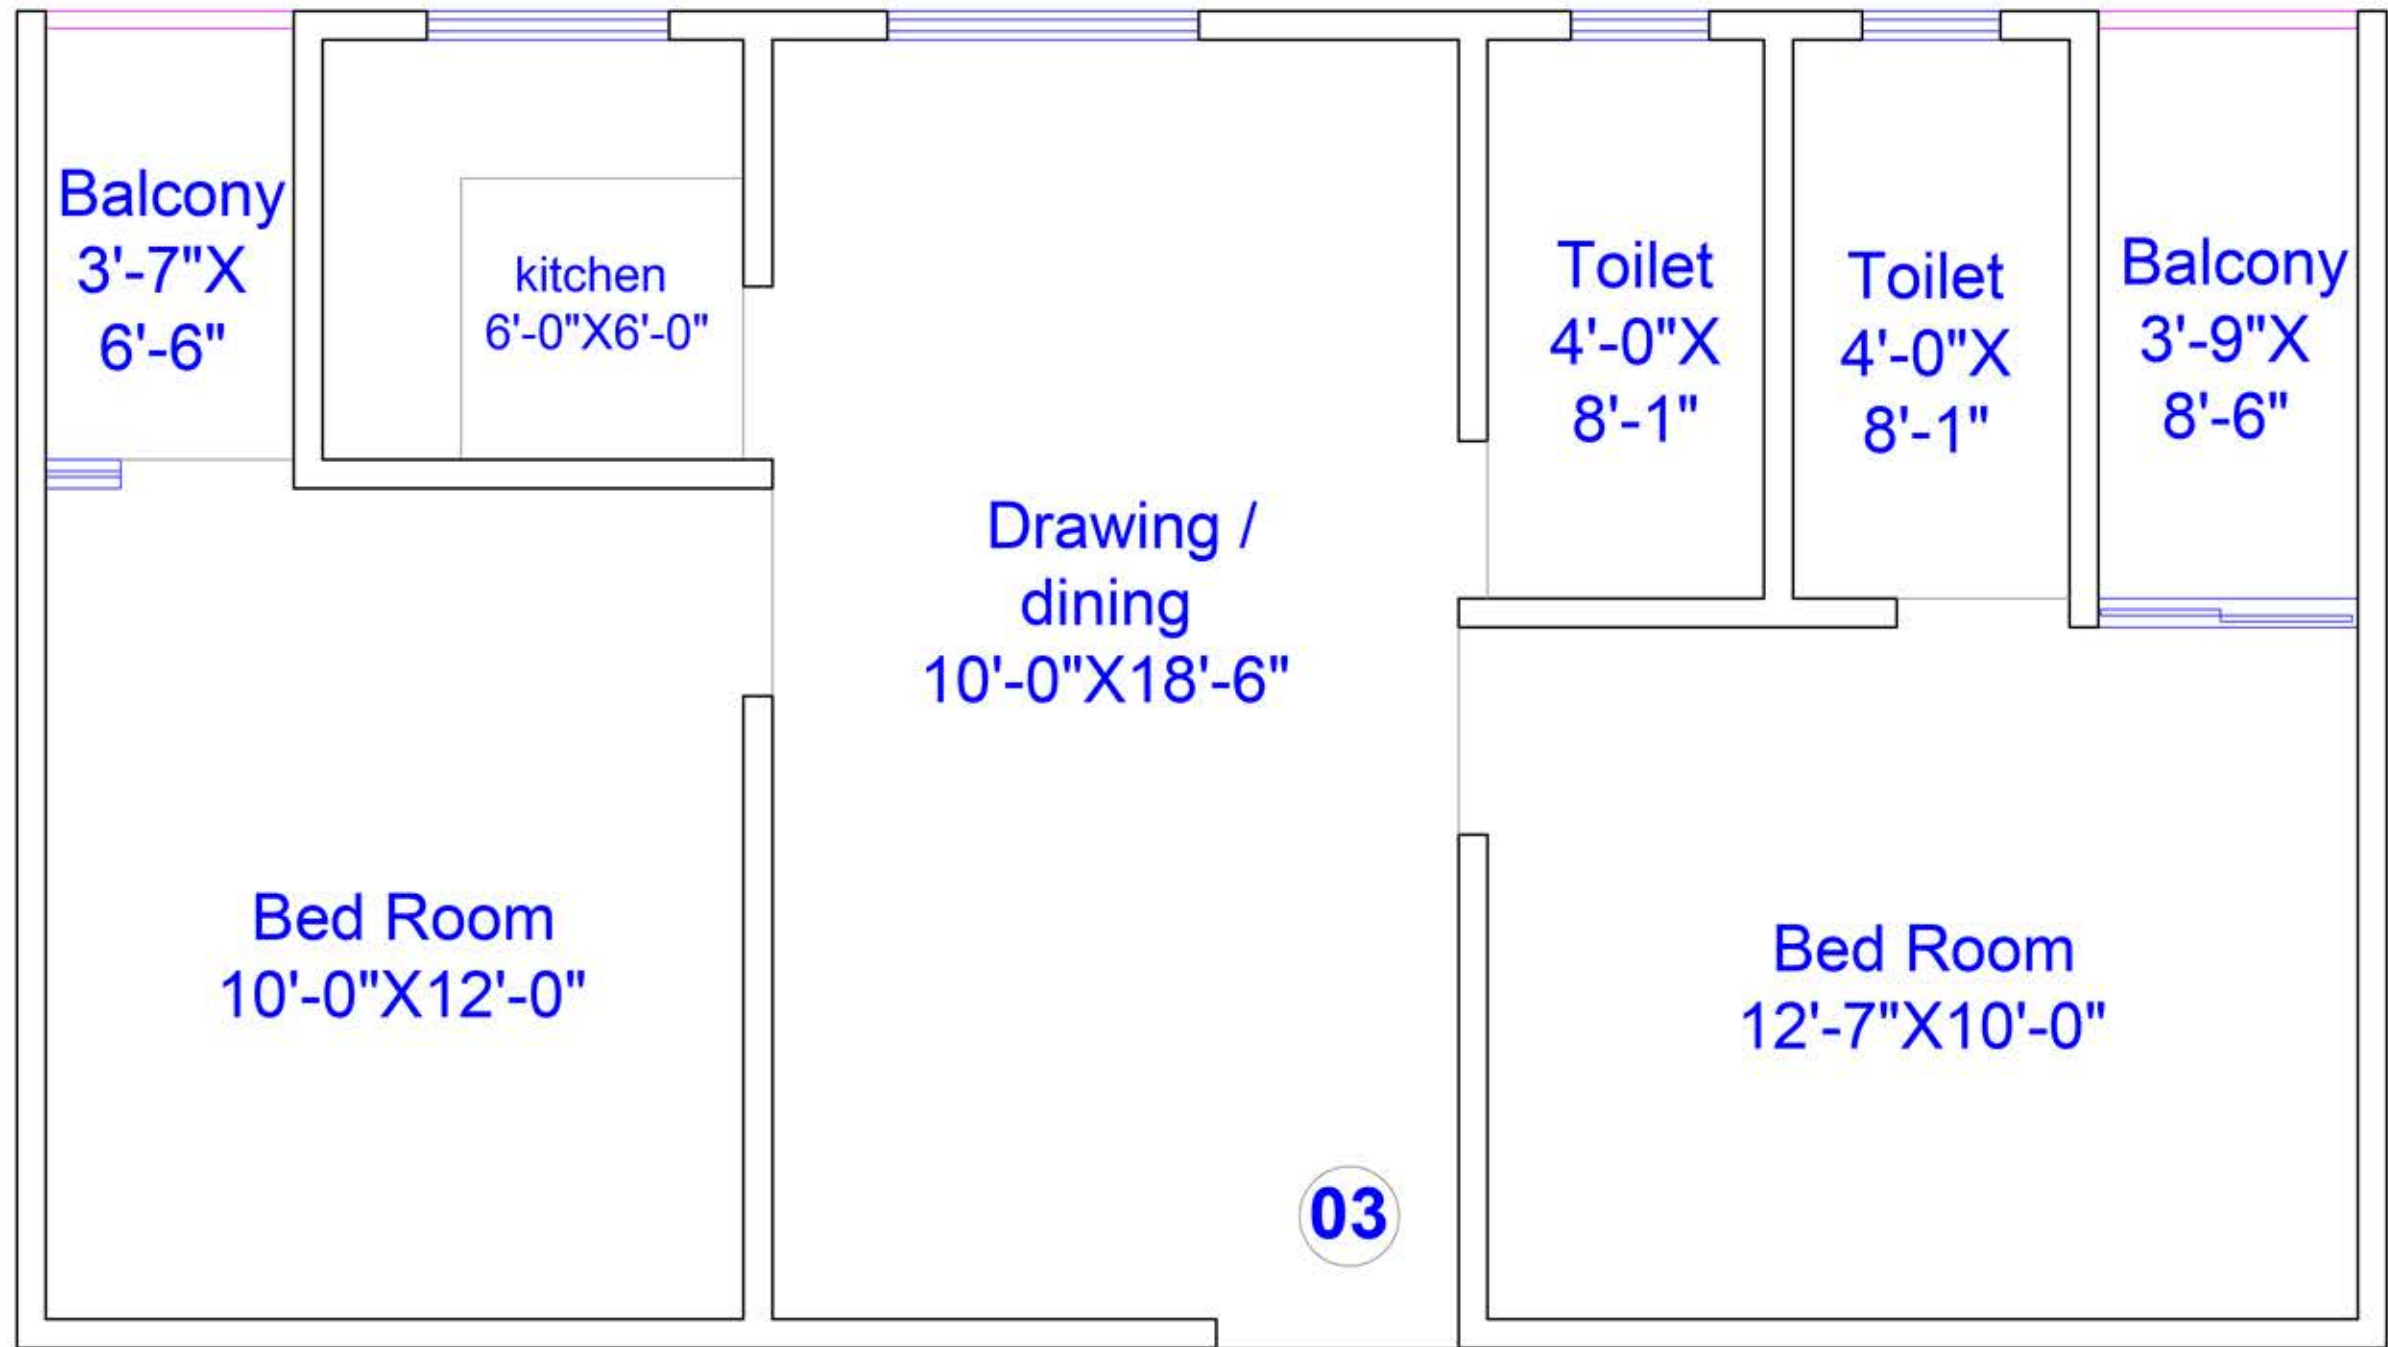 Balcony
3'-7"X
6'-6"
kitchen
6'-0"X6'-0"
Drawing /
dining
10'-0"X18'-6"
Toilet
4'-0"X
8'-1"
Toilet
4'-0"X
8'-1"
Balcony
3'-9"X
8'-6"
Bed Room
10'-0"X12'-0"
Bed Room
12'-7"X10'-0"
03